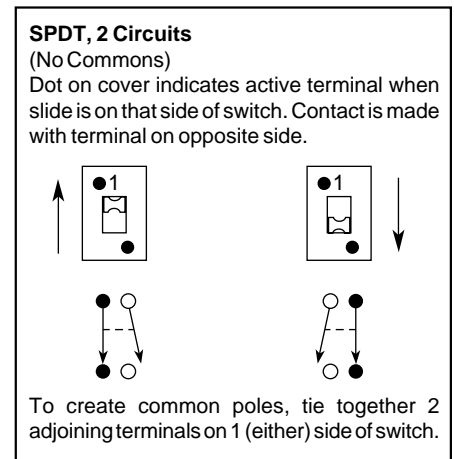 SPDT, 2 Circuits
(No Commons)
Dot on cover indicates active terminal when
slide is on that side of switch. Contact is made
with terminal on opposite side.
1 1
To create common poles, tie together 2
adjoining terminals on 1 (either) side of switch.